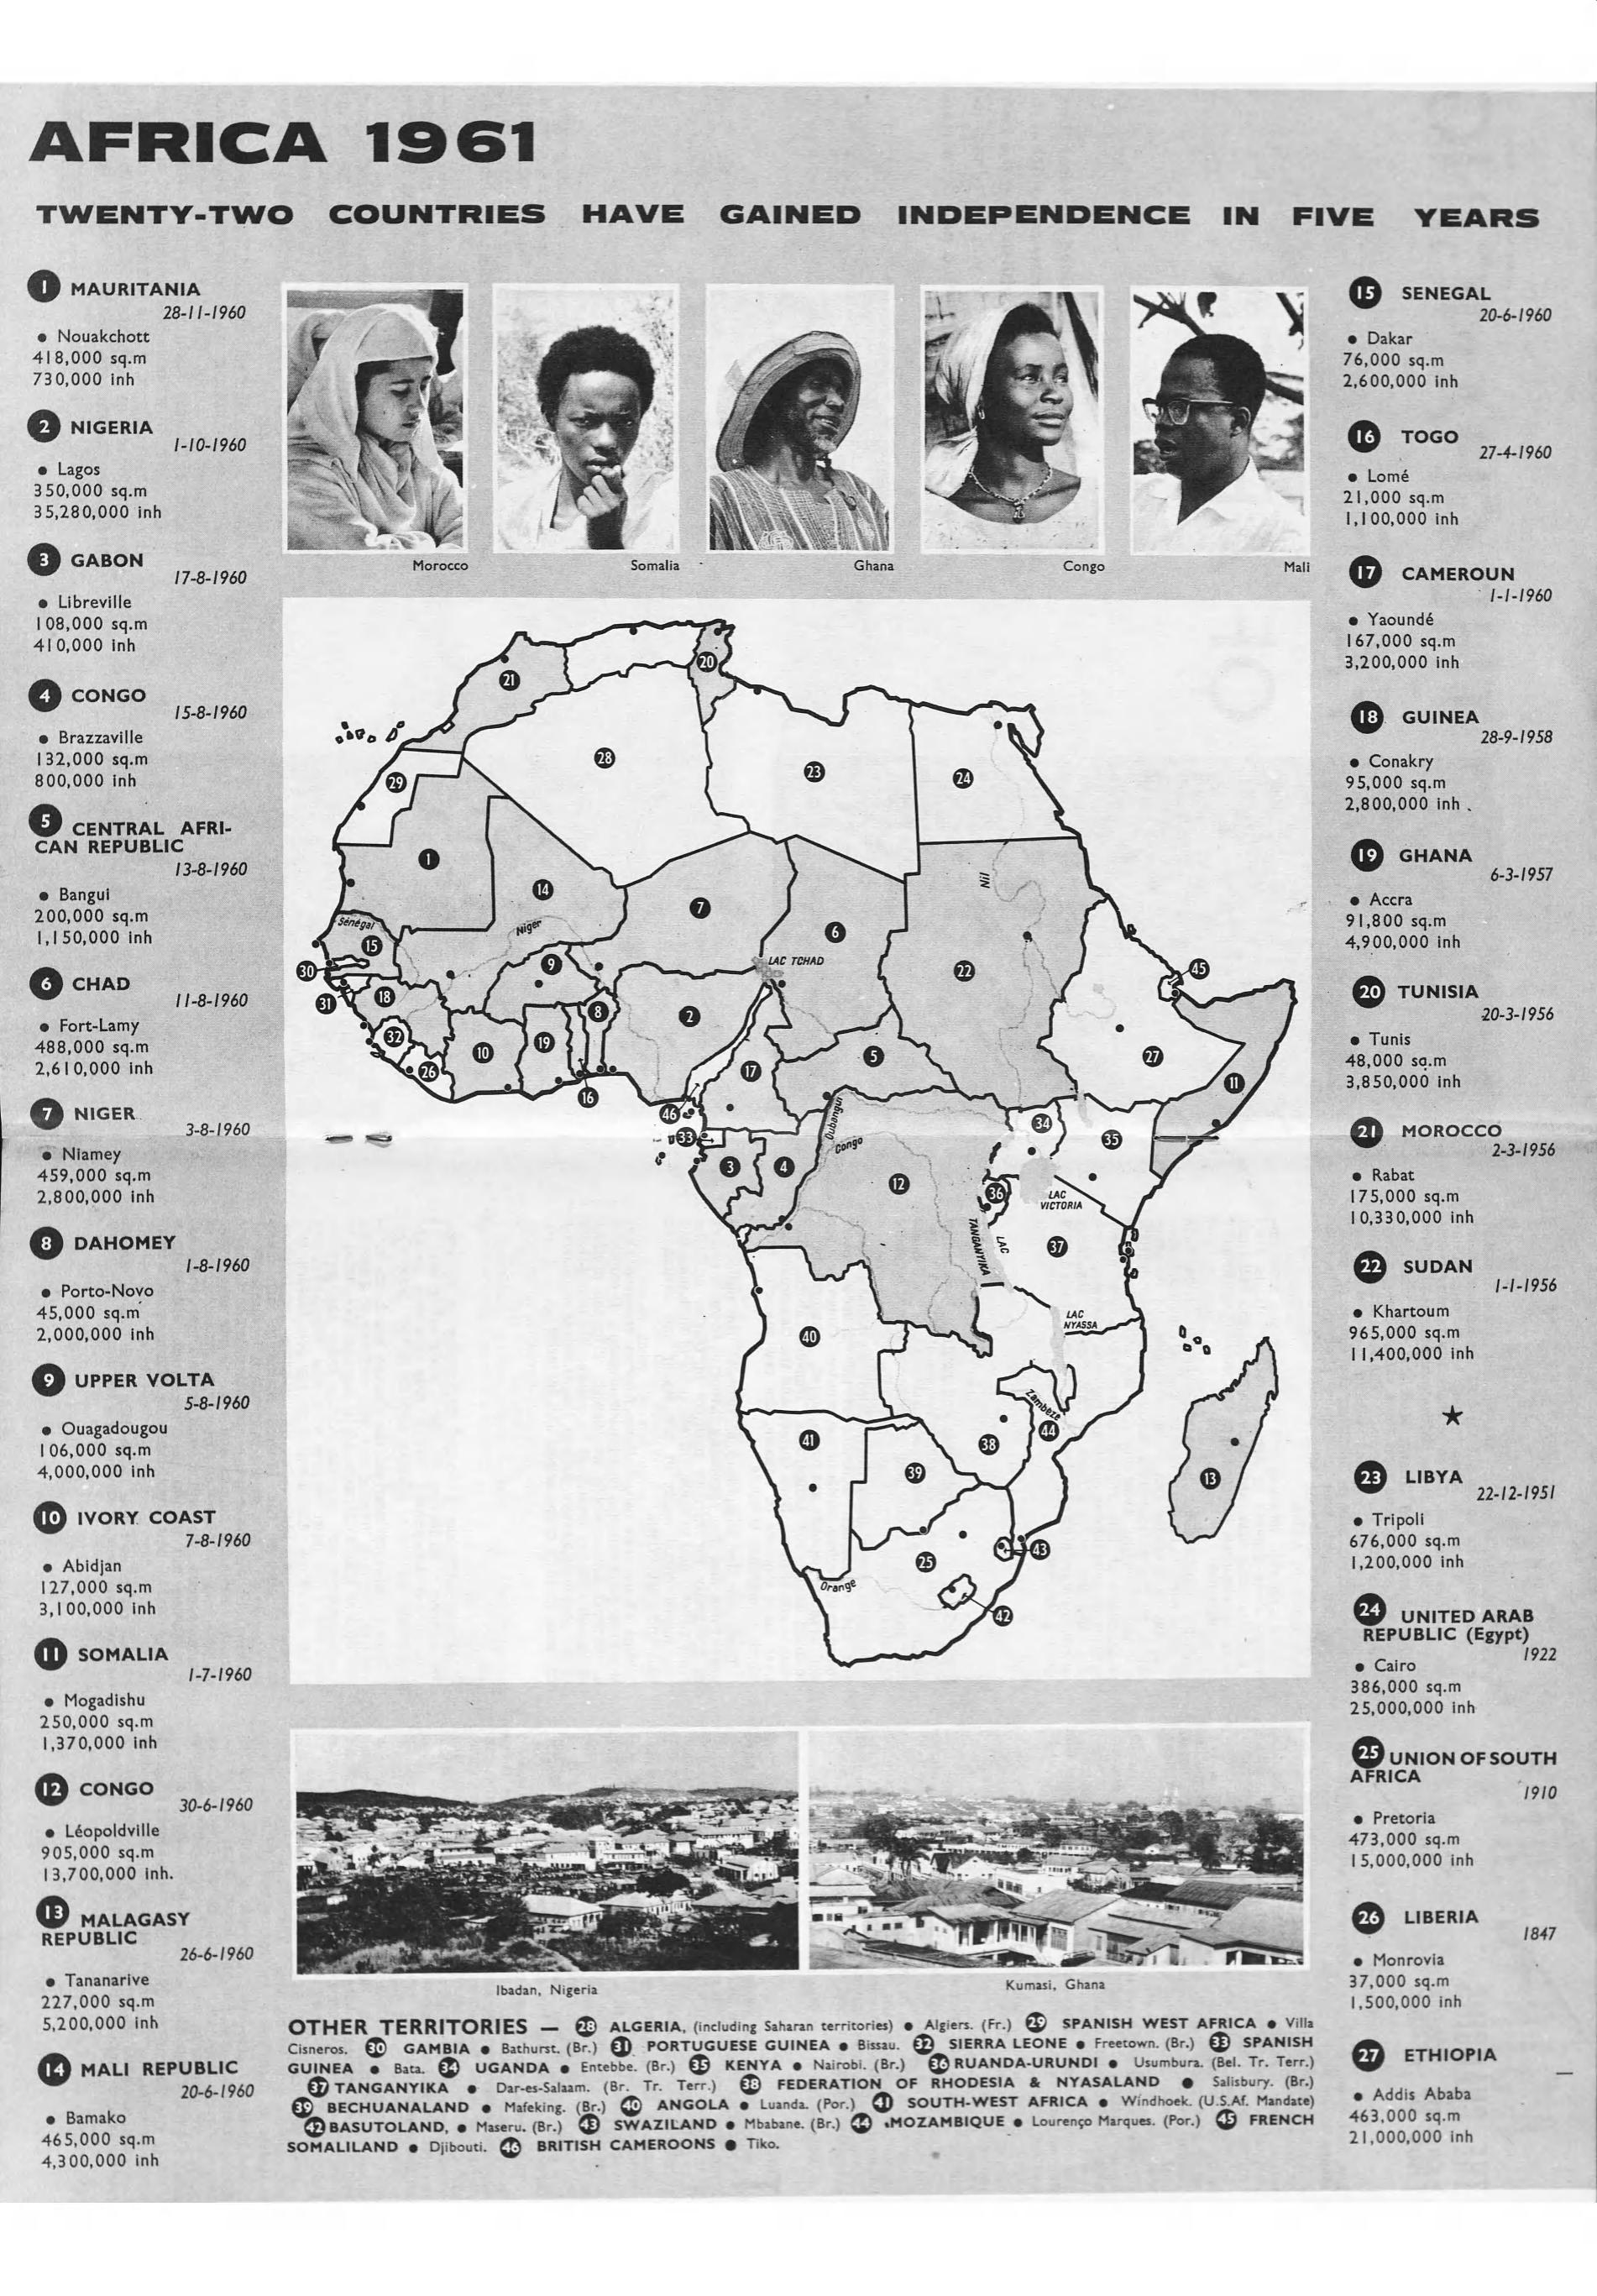 AFRICA 1961
TWENTY-TWO COUNTRIES HAVE GAINED INDEPENDENCE IN FIVE YEARS
1 MAURITANIA
28-11-1960
• Nouakchott
418,000 sq.m
730,000 inh
2 NIGERIA
1-10-1960
• Lagos
350,000 sq.m
35,280,000 inh
3 GABON
17-8-1960
• Libreville
108,000 sq.m
410,000 inh
4 CONGO
15-8-1960
• Brazzaville
132,000 sq.m
800,000 inh
5 CENTRAL AFRI-
CAN REPUBLIC
13-8-1960
• Bangui
200,000 sq.m
1,150,000 inh
6 CHAD
11-8-1960
• Fort-Lamy
488,000 sq.m
2,610,000 inh
7 NIGER
3-8-1960
• Niamey
459,000 sq.m
2,800,000 inh
8 DAHOMEY
1-8-1960
• Porto-Novo
45,000 sq.m
2,000,000 inh
9 UPPER VOLTA
5-8-1960
• Ouagadougou
106,000 sq.m
4,000,000 inh
10 IVORY COAST
7-8-1960
• Abidjan
127,000 sq.m
3,100,000 inh
11 SOMALIA
1-7-1960
• Mogadishu
250,000 sq.m
1,370,000 inh
12 CONGO
30-6-1960
• Léopoldville
905,000 sq.m
13,700,000 inh.
13 MALAGASY
REPUBLIC
26-6-1960
• Tananarive
227,000 sq.m
5,200,000 inh
14 MALI REPUBLIC
20-6-1960
• Bamako
465,000 sq.m
4,300,000 inh
Morocco
Somalia
Ghana
Congo
Mali
20
21
28
23
24
29
1
14
7
6
Nil
Sénégal
Niger
15
9
LAC TCHAD
22
30
45
31
18
8
2
32
19
10
26
17
5
27
11
16
46
Oubangui
34
35
33
Congo
3
4
12
36
LAC
VICTORIA
LAC
TANGANYIKA
37
LAC
NYASSA
40
Zambeze
44
41
38
39
13
43
25
Orange
42
Ibadan, Nigeria
Kumasi, Ghana
OTHER TERRITORIES — 28 ALGERIA, (including Saharan territories) • Algiers. (Fr.) 29 SPANISH WEST AFRICA • Villa
Cisneros. 30 GAMBIA • Bathurst. (Br.) 31 PORTUGUESE GUINEA • Bissau. 32 SIERRA LEONE • Freetown. (Br.) 33 SPANISH
GUINEA • Bata. 34 UGANDA • Entebbe. (Br.) 35 KENYA • Nairobi. (Br.) 36 RUANDA-URUNDI • Usumbura. (Bel. Tr. Terr.)
37 TANGANYIKA • Dar-es-Salaam. (Br. Tr. Terr.) 38 FEDERATION OF RHODESIA & NYASALAND • Salisbury. (Br.)
39 BECHUANALAND • Mafeking. (Br.) 40 ANGOLA • Luanda. (Por.) 41 SOUTH-WEST AFRICA • Windhoek. (U.S.Af. Mandate)
42 BASUTOLAND, • Maseru. (Br.) 43 SWAZILAND • Mbabane. (Br.) 44 MOZAMBIQUE • Lourenço Marques. (Por.) 45 FRENCH
SOMALILAND • Djibouti. 46 BRITISH CAMEROONS • Tiko.
15 SENEGAL
20-6-1960
• Dakar
76,000 sq.m
2,600,000 inh
16 TOGO
27-4-1960
• Lomé
21,000 sq.m
1,100,000 inh
17 CAMEROUN
1-1-1960
• Yaoundé
167,000 sq.m
3,200,000 inh
18 GUINEA
28-9-1958
• Conakry
95,000 sq.m
2,800,000 inh .
19 GHANA
6-3-1957
• Accra
91,800 sq.m
4,900,000 inh
20 TUNISIA
20-3-1956
• Tunis
48,000 sq.m
3,850,000 inh
21 MOROCCO
2-3-1956
• Rabat
175,000 sq.m
10,330,000 inh
22 SUDAN
1-1-1956
• Khartoum
965,000 sq.m
11,400,000 inh
★
23 LIBYA
22-12-1951
• Tripoli
676,000 sq.m
1,200,000 inh
24 UNITED ARAB
REPUBLIC (Egypt)
1922
• Cairo
386,000 sq.m
25,000,000 inh
25 UNION OF SOUTH
AFRICA
1910
• Pretoria
473,000 sq.m
15,000,000 inh
26 LIBERIA
1847
• Monrovia
37,000 sq.m
1,500,000 inh
27 ETHIOPIA
• Addis Ababa
463,000 sq.m
21,000,000 inh